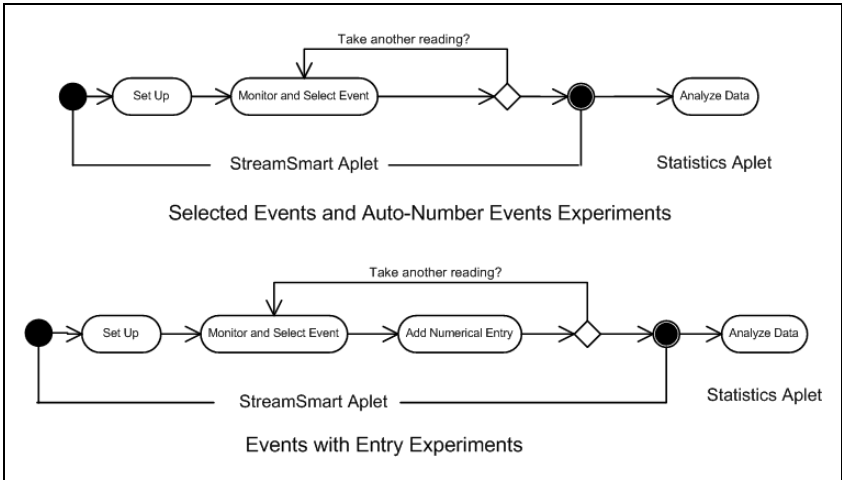 Take another reading?
Set Up
Monitor and Select Event
Analyze Data
StreamSmart Aplet
Statistics Aplet
Selected Events and Auto-Number Events Experiments
Take another reading?
Set Up
Monitor and Select Event
Add Numerical Entry
Analyze Data
StreamSmart Aplet
Statistics Aplet
Events with Entry Experiments